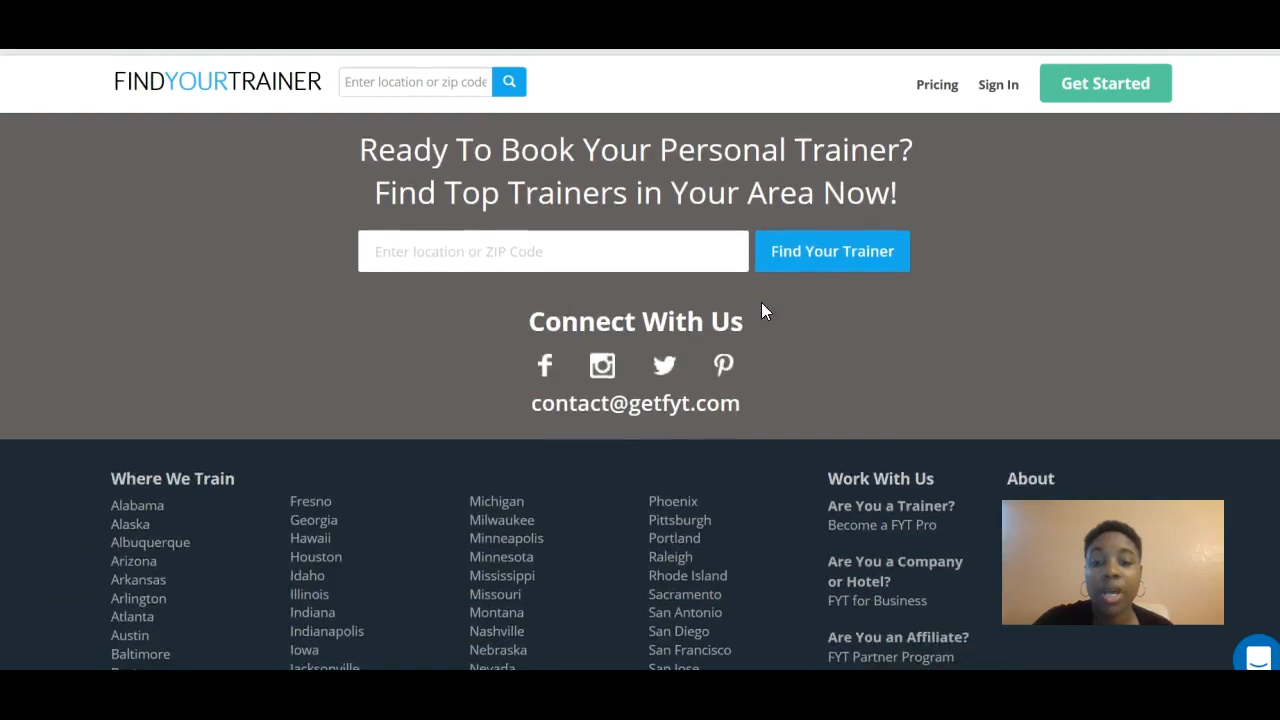 FINDYOURTRAINER
Enter location or zip code
Pricing
Sign In
Get Started
Ready To Book Your Personal Trainer?
Find Top Trainers in Your Area Now!
Enter location or ZIP Code
Find Your Trainer
Connect With Us
contact@getfyt.com
Where We Train
Alabama
Alaska
Albuquerque
Arizona
Arkansas
Arlington
Atlanta
Austin
Baltimore
Fresno
Georgia
Hawaii
Houston
Idaho
Illinois
Indiana
Indianapolis
Iowa
Jacksonville
Michigan
Milwaukee
Minneapolis
Minnesota
Mississippi
Missouri
Montana
Nashville
Nebraska
Nevada
Phoenix
Pittsburgh
Portland
Raleigh
Rhode Island
Sacramento
San Antonio
San Diego
San Francisco
San Jose
Work With Us
Are You a Trainer?
Become a FYT Pro
Are You a Company
or Hotel?
FYT for Business
Are You an Affiliate?
FYT Partner Program
About